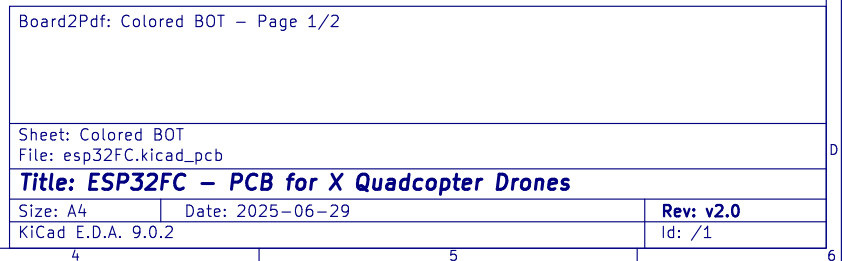 Board2Pdf: Colored BOT - Page 1/2
Sheet: Colored BOT
File: esp32FC.kicad_pcb
D
Title: ESP32FC - PCB for X Quadcopter Drones
Size: A4 Date: 2025-06-29 Rev: v2.0
KiCad E.D.A. 9.0.2 Id: /1
4 5 6